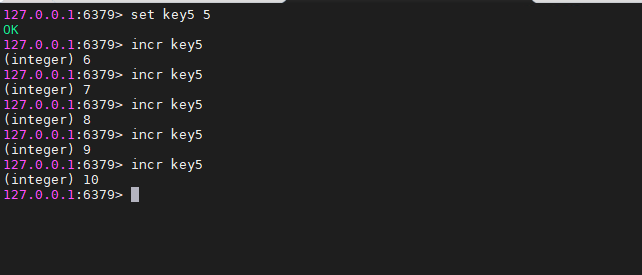 127.0.0.1:6379> set key5 5
OK
127.0.0.1:6379> incr key5
(integer) 6
127.0.0.1:6379> incr key5
(integer) 7
127.0.0.1:6379> incr key5
(integer) 8
127.0.0.1:6379> incr key5
(integer) 9
127.0.0.1:6379> incr key5
(integer) 10
127.0.0.1:6379>